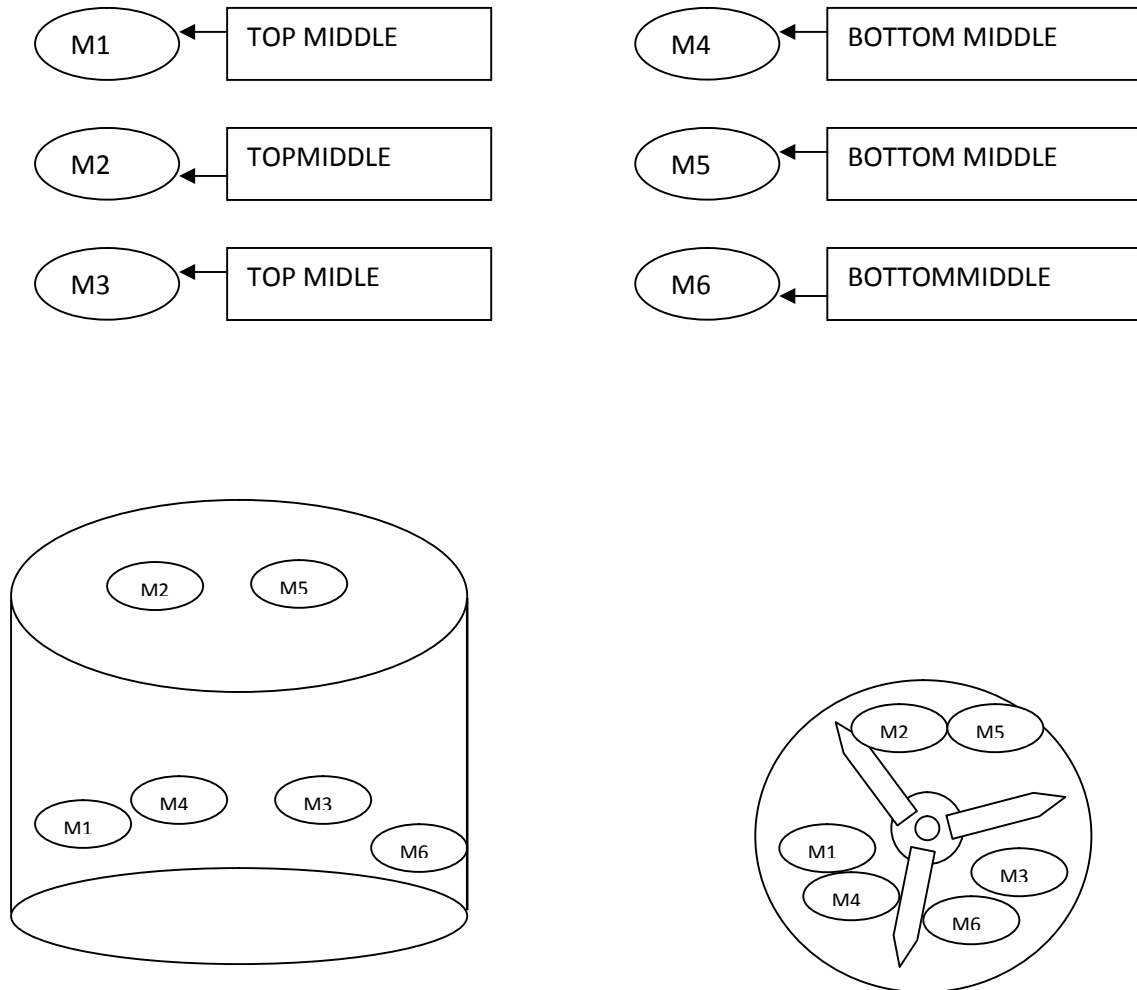 M1 TOP MIDDLE M4 BOTTOM MIDDLE
M2 TOPMIDDLE M5 BOTTOM MIDDLE
M3 TOP MIDLE M6 BOTTOMMIDDLE
M2 M5
M1 M4 M3 M6
M2 M5
M1 M3
M4 M6